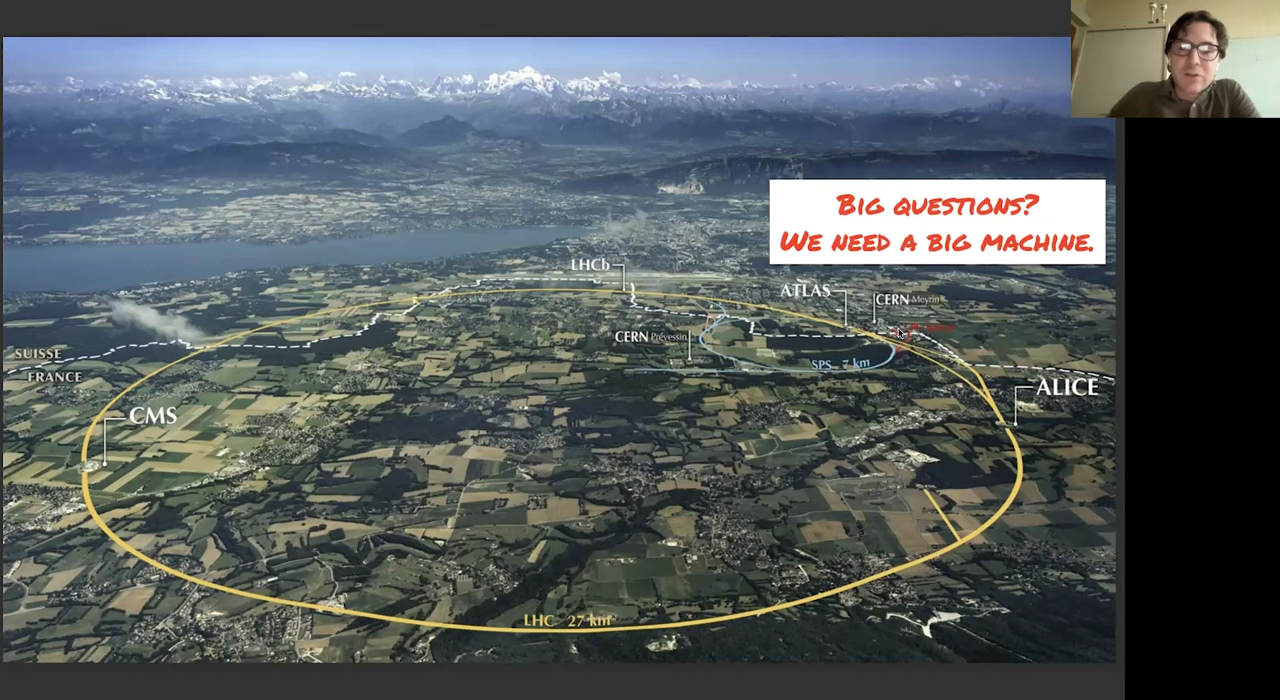 BIG QUESTIONS?
WE NEED A BIG MACHINE.
LHCb
ATLAS
CERN Meyrin
CERN Prévessin
SPS 7 km
SUISSE
FRANCE
CMS
ALICE
LHC 27 km